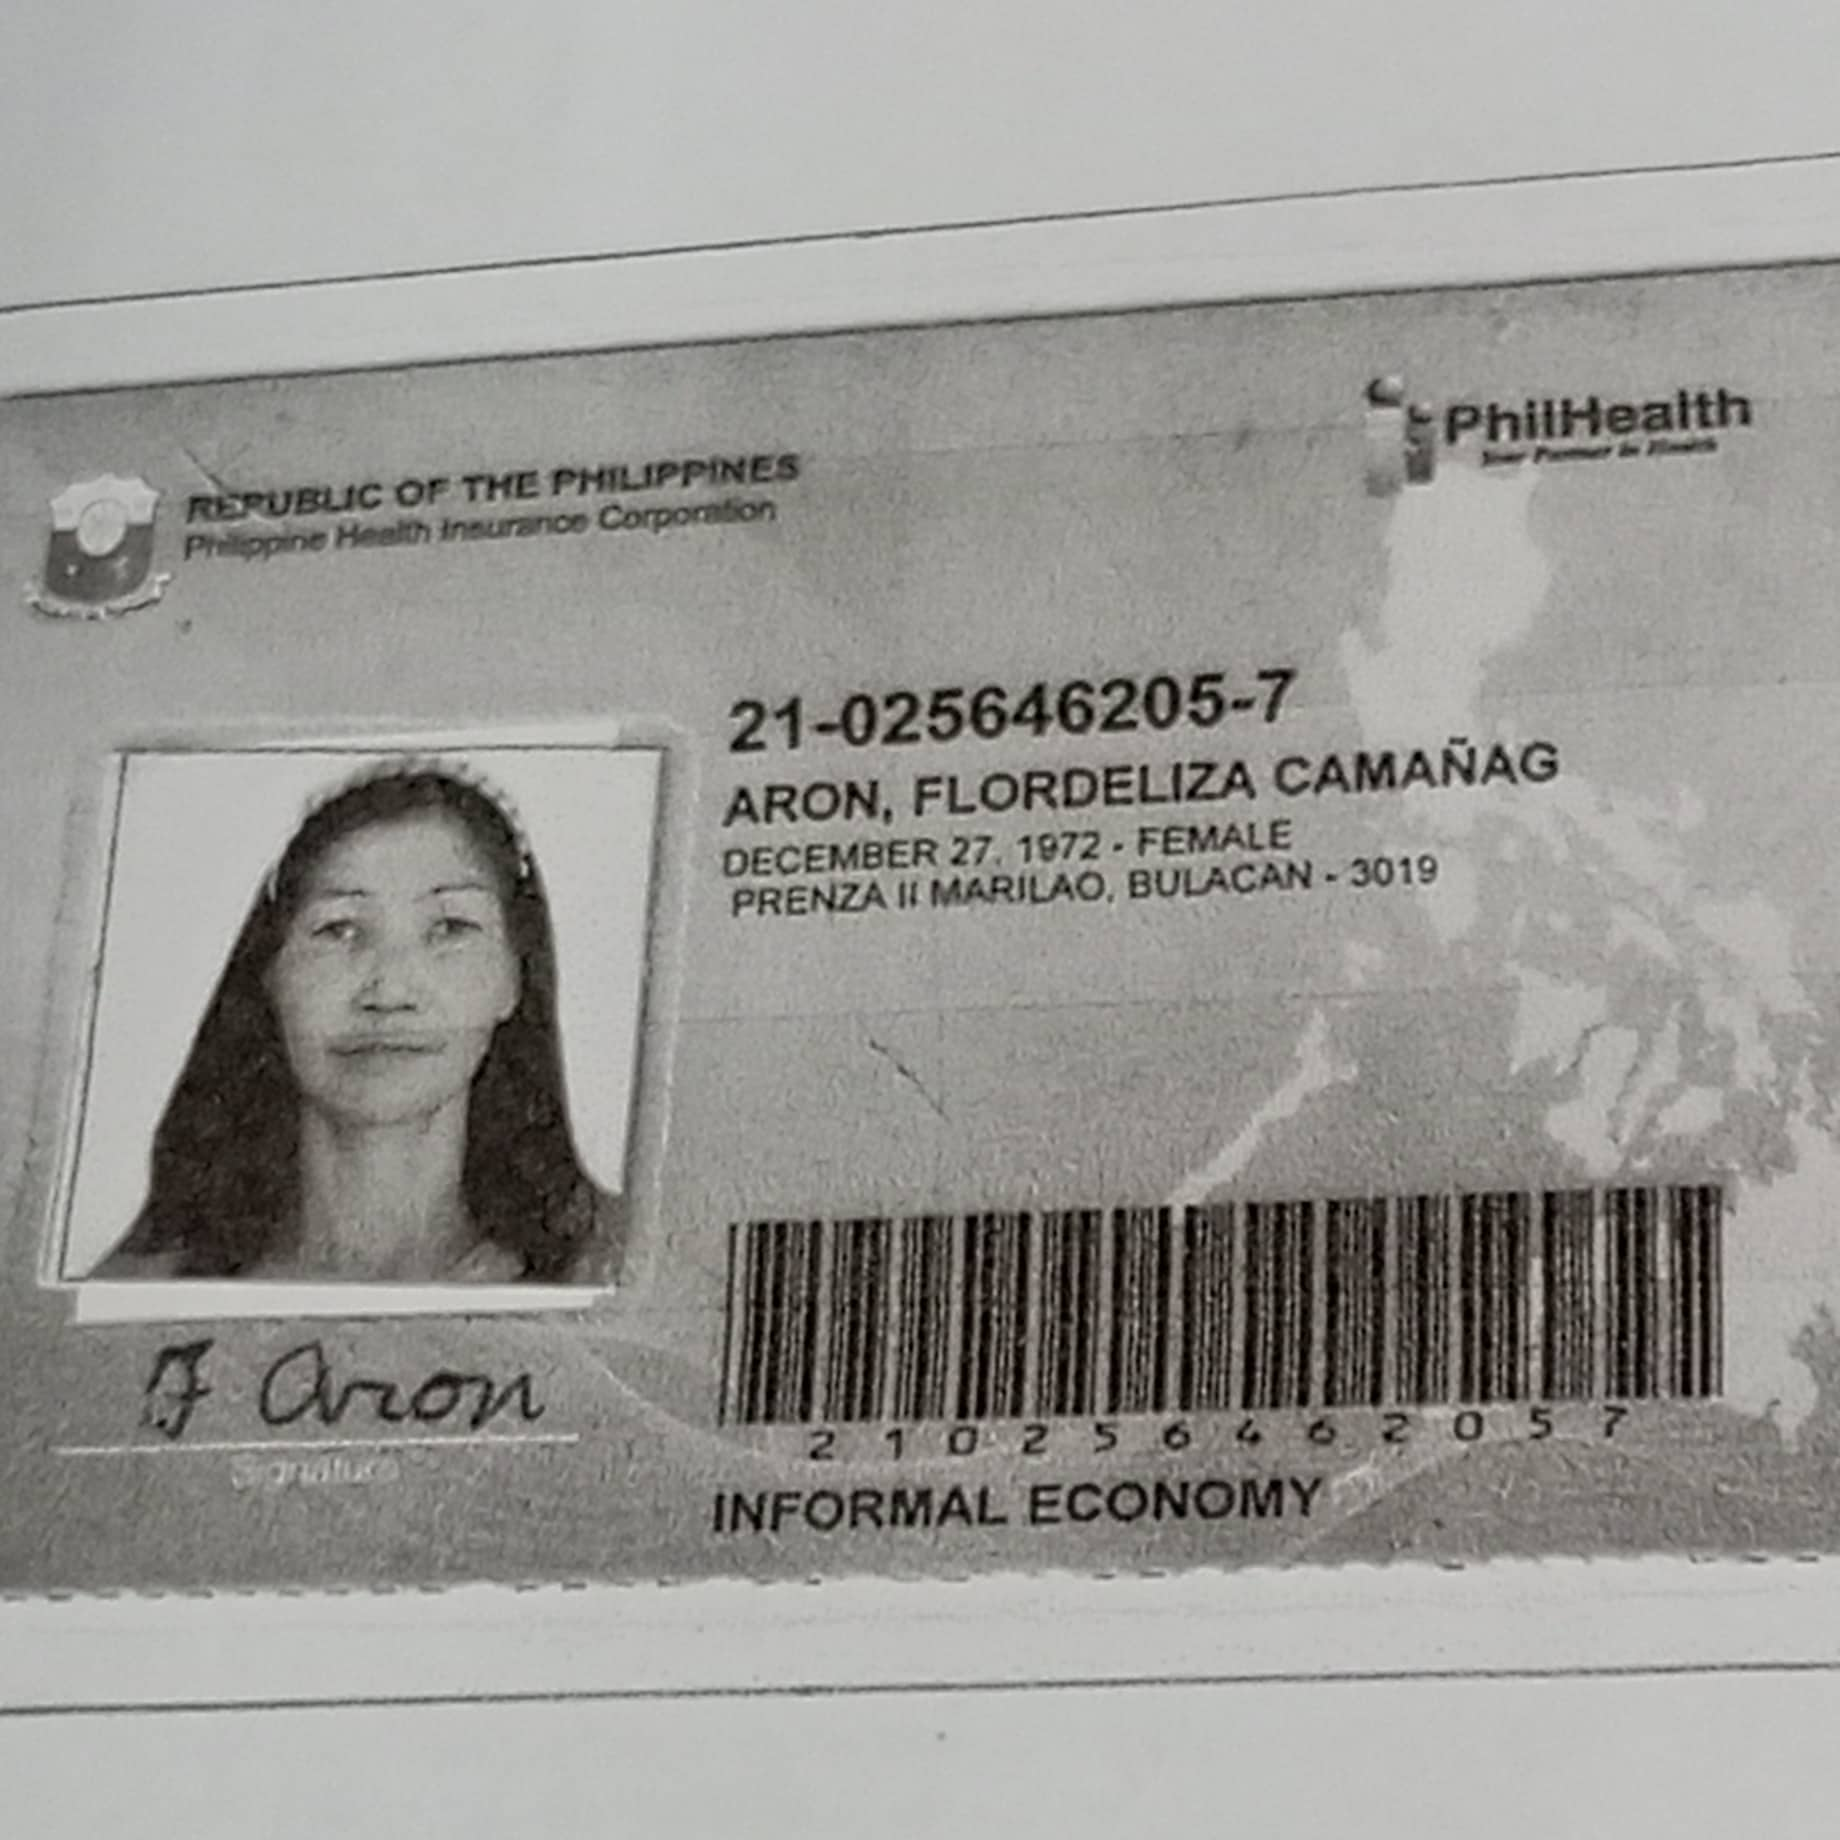 REPUBLIC OF THE PHILIPPINES
Philippine Health Insurance Corporation
PhilHealth
Your Partner in Health
21-025646205-7
ARON, FLORDELIZA CAMAÑAG
DECEMBER 27, 1972 - FEMALE
PRENZA II MARILAO, BULACAN - 3019
F Aron
Signature
210256462057
INFORMAL ECONOMY